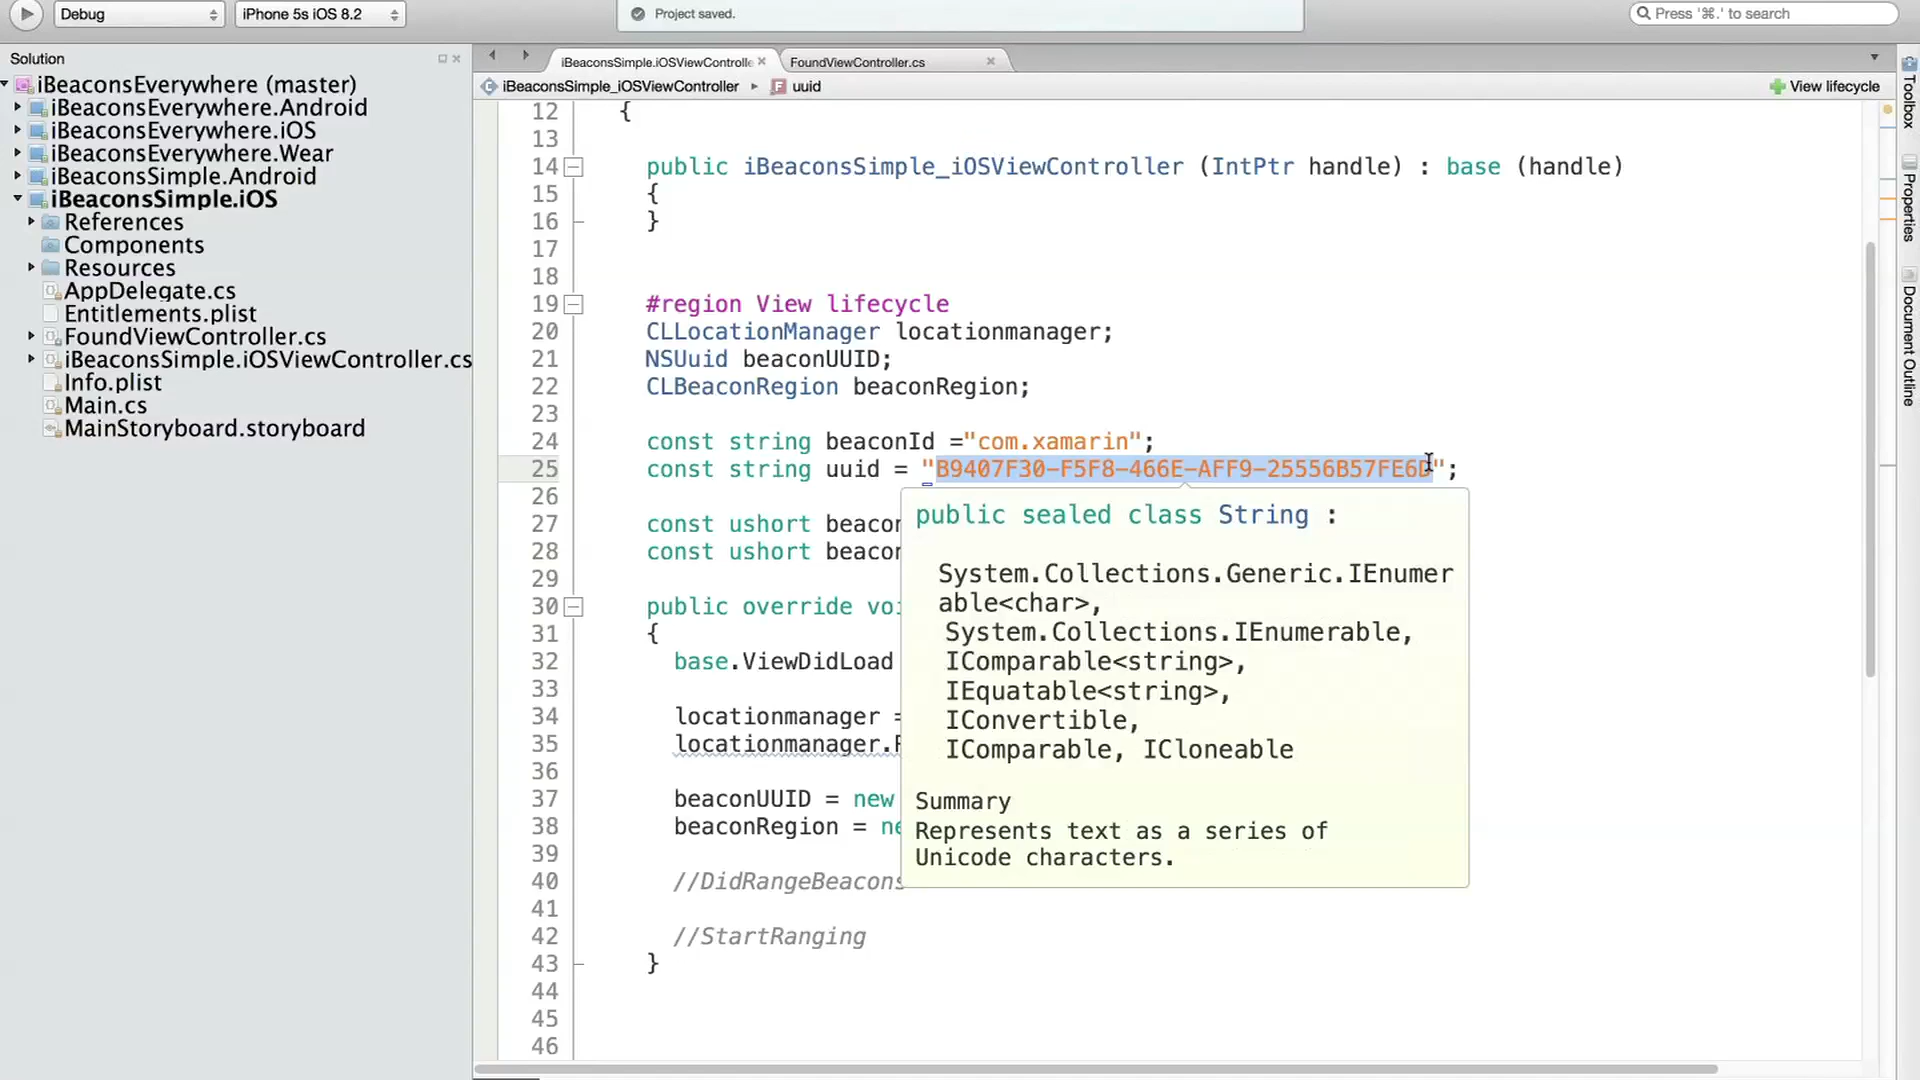 Debug
iPhone 5s iOS 8.2
Project saved.
Press '⌘.' to search
Solution
iBeaconsEverywhere (master)
iBeaconsEverywhere.Android
iBeaconsEverywhere.iOS
iBeaconsEverywhere.Wear
iBeaconsSimple.Android
iBeaconsSimple.iOS
References
Components
Resources
AppDelegate.cs
Entitlements.plist
FoundViewController.cs
iBeaconsSimple.iOSViewController.cs
Info.plist
Main.cs
MainStoryboard.storyboard
iBeaconsSimple.iOSViewControlle
FoundViewController.cs
iBeaconsSimple_iOSViewController
uuid
View lifecycle
12 {
13
14 public iBeaconsSimple_iOSViewController (IntPtr handle) : base (handle)
15 {
16 }
17
18
19 #region View lifecycle
20 CLLocationManager locationmanager;
21 NSUuid beaconUUID;
22 CLBeaconRegion beaconRegion;
23
24 const string beaconId ="com.xamarin";
25 const string uuid = "B9407F30-F5F8-466E-AFF9-25556B57FE6D";
26
27 const ushort beacon
28 const ushort beacon
29
30 public override voi
31 {
32 base.ViewDidLoad
33
34 locationmanager =
35 locationmanager.R
36
37 beaconUUID = new
38 beaconRegion = ne
39
40 //DidRangeBeacons
41
42 //StartRanging
43 }
44
45
46
public sealed class String :
System.Collections.Generic.IEnumer
able<char>,
System.Collections.IEnumerable,
IComparable<string>,
IEquatable<string>,
IConvertible,
IComparable, ICloneable
Summary
Represents text as a series of
Unicode characters.
Toolbox
Properties
Document Outline